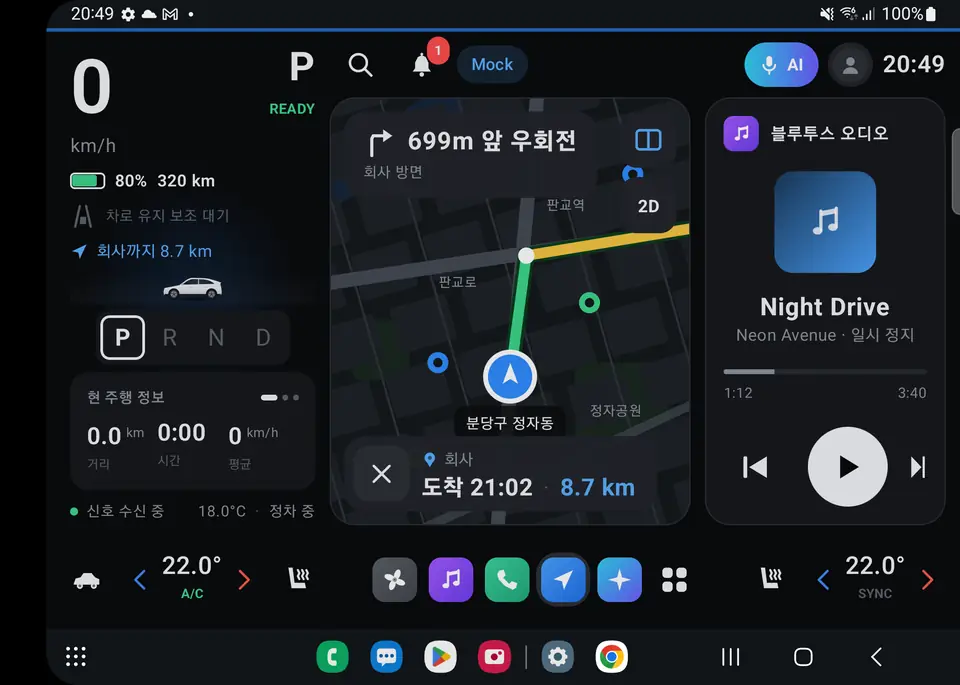 20:49
100%
0
P
READY
km/h
80% 320 km
차로 유지 보조 대기
회사까지 8.7 km
P R N D
현 주행 정보
0.0 km 0:00 0 km/h
거리 시간 평균
신호 수신 중 18.0°C · 정차 중
1
Mock
AI
20:49
699m 앞 우회전
회사 방면
2D
판교역
판교로
정자공원
분당구 정자동
회사
도착 21:02 · 8.7 km
블루투스 오디오
Night Drive
Neon Avenue · 일시 정지
1:12 3:40
22.0°
A/C
22.0°
SYNC